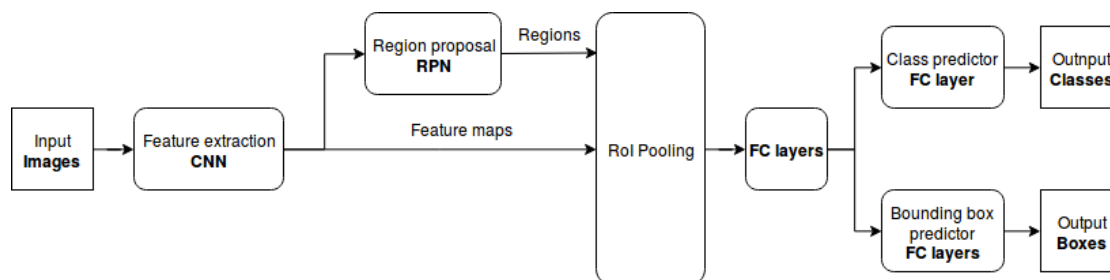 Input
Images
Feature extraction
CNN
Region proposal
RPN
Regions
Feature maps
RoI Pooling
FC layers
Class predictor
FC layer
Outnput
Classes
Bounding box
predictor
FC layers
Output
Boxes